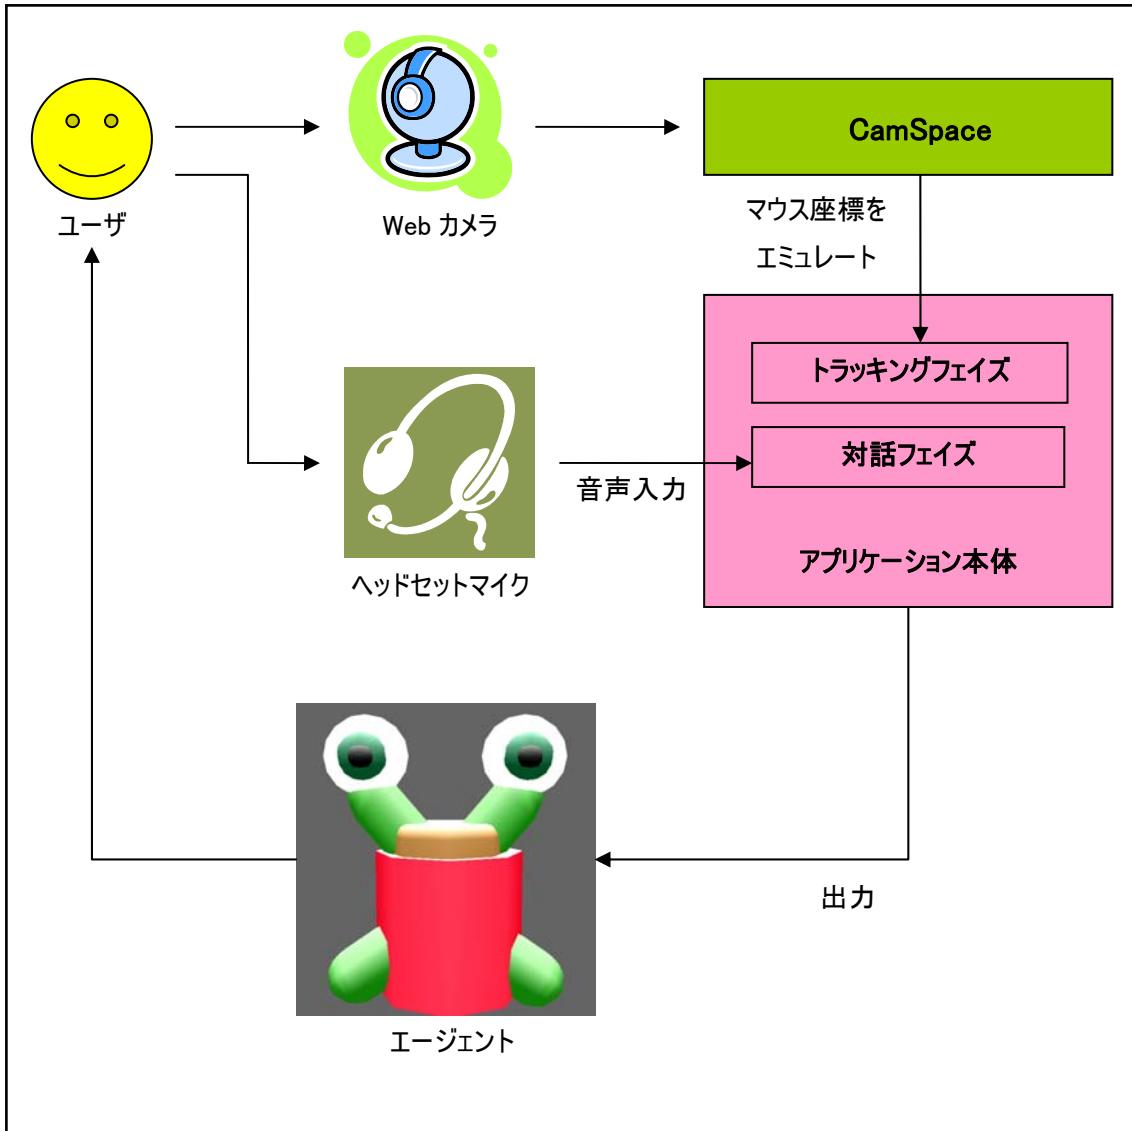 CamSpace
ユーザ
Web カメラ
マウス座標を
エミュレート
トラッキングフェイズ
対話フェイズ
音声入力
アプリケーション本体
ヘッドセットマイク
出力
エージェント